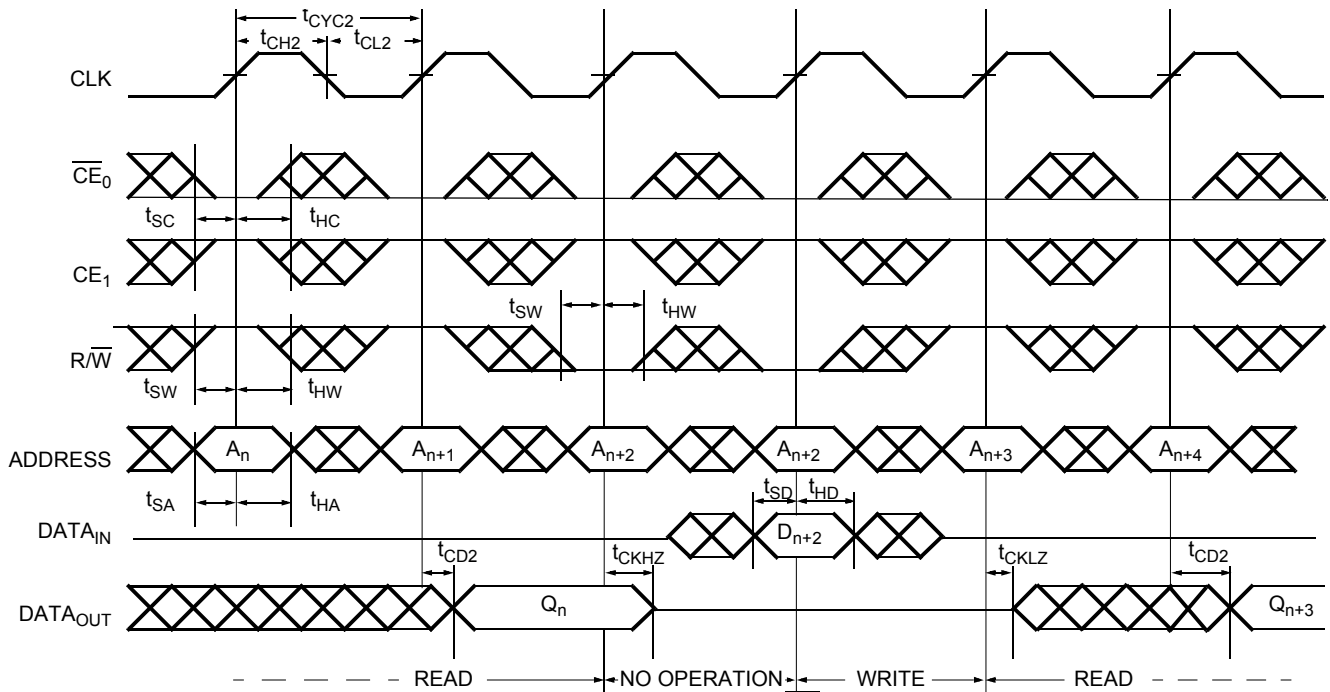 tCYC2
tCH2 tCL2
CLK
CE0
tSC tHC
CE1
tSW tHW
R/W
tSW tHW
An An+1 An+2 An+2 An+3 An+4
ADDRESS
tSA tHA tSD tHD
DATAIN Dn+2
tCD2 tCKHZ tCKLZ tCD2
DATAOUT Qn Qn+3
READ NO OPERATION WRITE READ